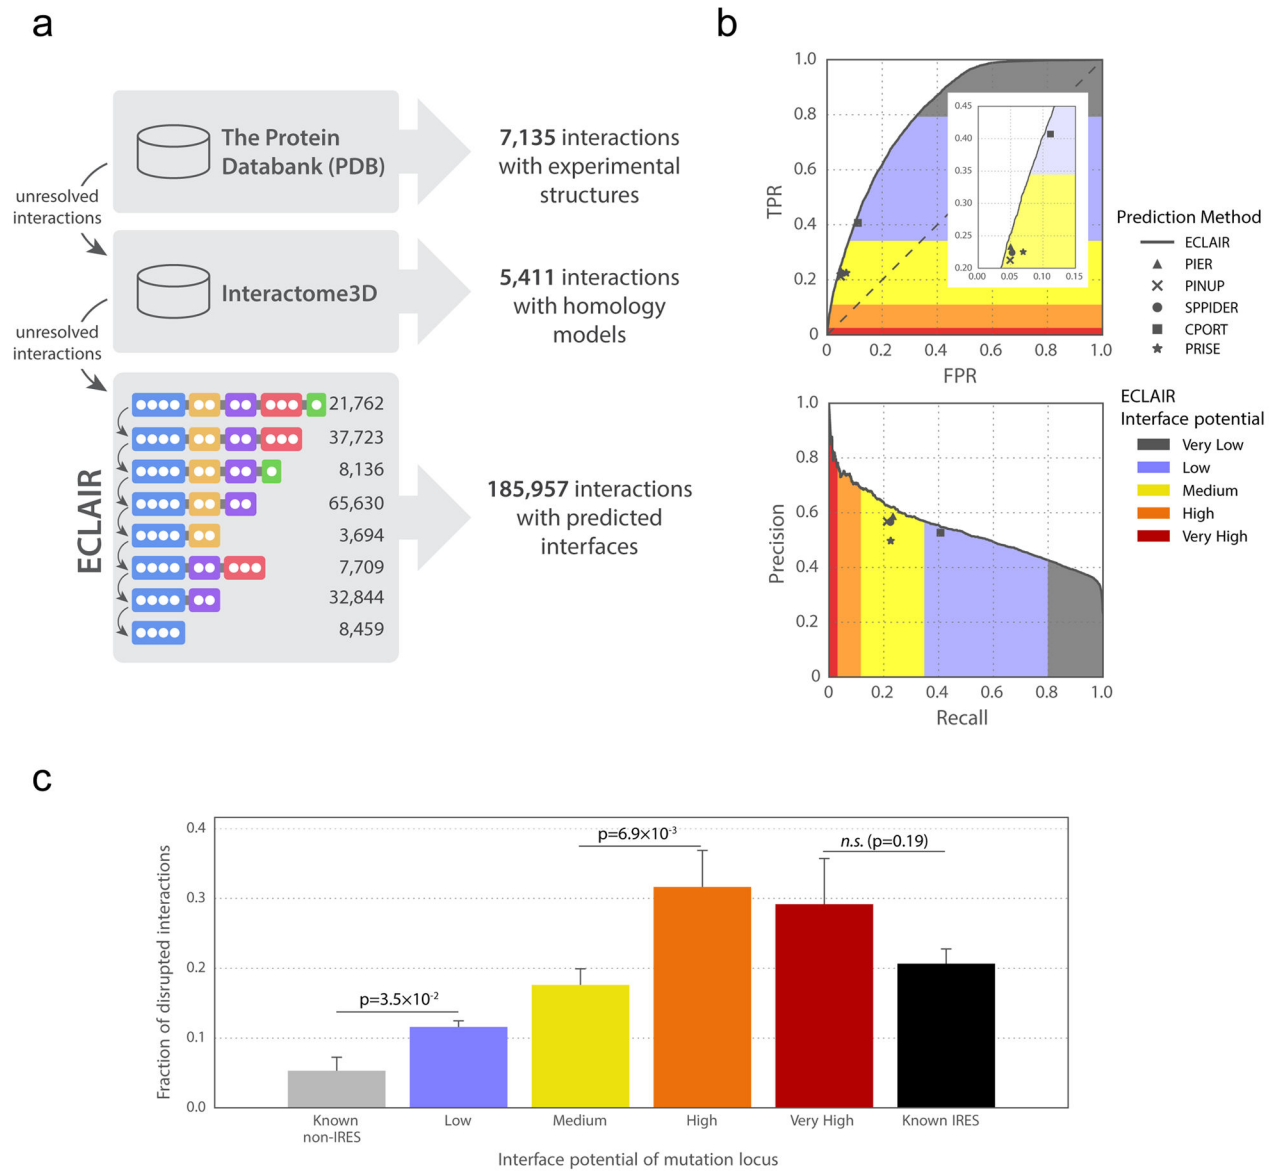 a
The Protein
Databank (PDB)
7,135 interactions
with experimental
structures
unresolved
interactions
Interactome3D
5,411 interactions
with homology
models
unresolved
interactions
ECLAIR
21,762
37,723
8,136
65,630
3,694
7,709
32,844
8,459
185,957 interactions
with predicted
interfaces
b
TPR
1.0
0.8
0.6
0.4
0.2
0
0 0.2 0.4 0.6 0.8 1.0
FPR
0.45
0.40
0.35
0.30
0.25
0.20
0.00 0.05 0.10 0.15
Prediction Method
ECLAIR
PIER
PINUP
SPPIDER
CPORT
PRISE
Precision
1.0
0.8
0.6
0.4
0.2
0
0 0.2 0.4 0.6 0.8 1.0
Recall
ECLAIR
Interface potential
Very Low
Low
Medium
High
Very High
c
Fraction of disrupted interactions
0.4
0.3
0.2
0.1
0.0
p=3.5×10-2
p=6.9×10-3
n.s. (p=0.19)
Known
non-IRES
Low
Medium
High
Very High
Known IRES
Interface potential of mutation locus